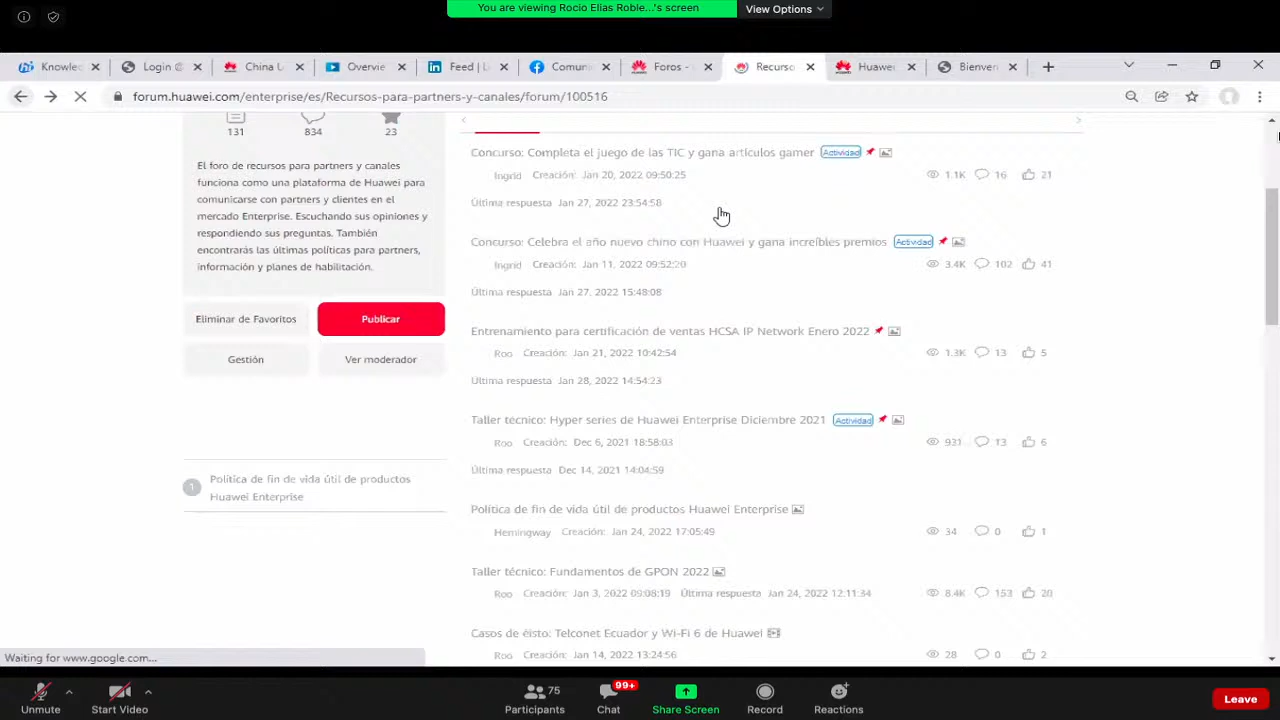 You are viewing Rocio Elias Roble...'s screen
View Options
Knowlec
Login @
China U
Overvie
Feed | L
Comuni
Foros -
Recurso
Huawei
Bienven
forum.huawei.com/enterprise/es/Recursos-para-partners-y-canales/forum/100516
131 834 23
El foro de recursos para partners y canales
funciona como una plataforma de Huawei para
comunicarse con partners y clientes en el
mercado Enterprise. Escuchando sus opiniones y
respondiendo sus preguntas. También
encontrarás las últimas políticas para partners,
información y planes de habilitación.
Eliminar de Favoritos
Publicar
Gestión
Ver moderador
1
Política de fin de vida útil de productos
Huawei Enterprise
Concurso: Completa el juego de las TIC y gana artículos gamer Actividad
Ingrid Creación: Jan 20, 2022 09:50:25 1.1K 16 21
Última respuesta Jan 27, 2022 23:54:58
Concurso: Celebra el año nuevo chino con Huawei y gana increíbles premios Actividad
Ingrid Creación: Jan 11, 2022 09:52:20 3.4K 102 41
Última respuesta Jan 27, 2022 15:48:08
Entrenamiento para certificación de ventas HCSA IP Network Enero 2022
Roo Creación: Jan 21, 2022 10:42:54 1.3K 13 5
Última respuesta Jan 28, 2022 14:54:23
Taller técnico: Hyper series de Huawei Enterprise Diciembre 2021 Actividad
Roo Creación: Dec 6, 2021 18:58:03 931 13 6
Última respuesta Dec 14, 2021 14:04:59
Política de fin de vida útil de productos Huawei Enterprise
Hemingway Creación: Jan 24, 2022 17:05:49 34 0 1
Taller técnico: Fundamentos de GPON 2022
Roo Creación: Jan 3, 2022 09:08:19 Última respuesta Jan 24, 2022 12:11:34 8.4K 153 28
Casos de éisto: Telconet Ecuador y Wi-Fi 6 de Huawei
Roo Creación: Jan 14, 2022 13:24:56 28 0 2
Waiting for www.google.com...
Unmute
Start Video
75
Participants
99+
Chat
Share Screen
Record
Reactions
Leave